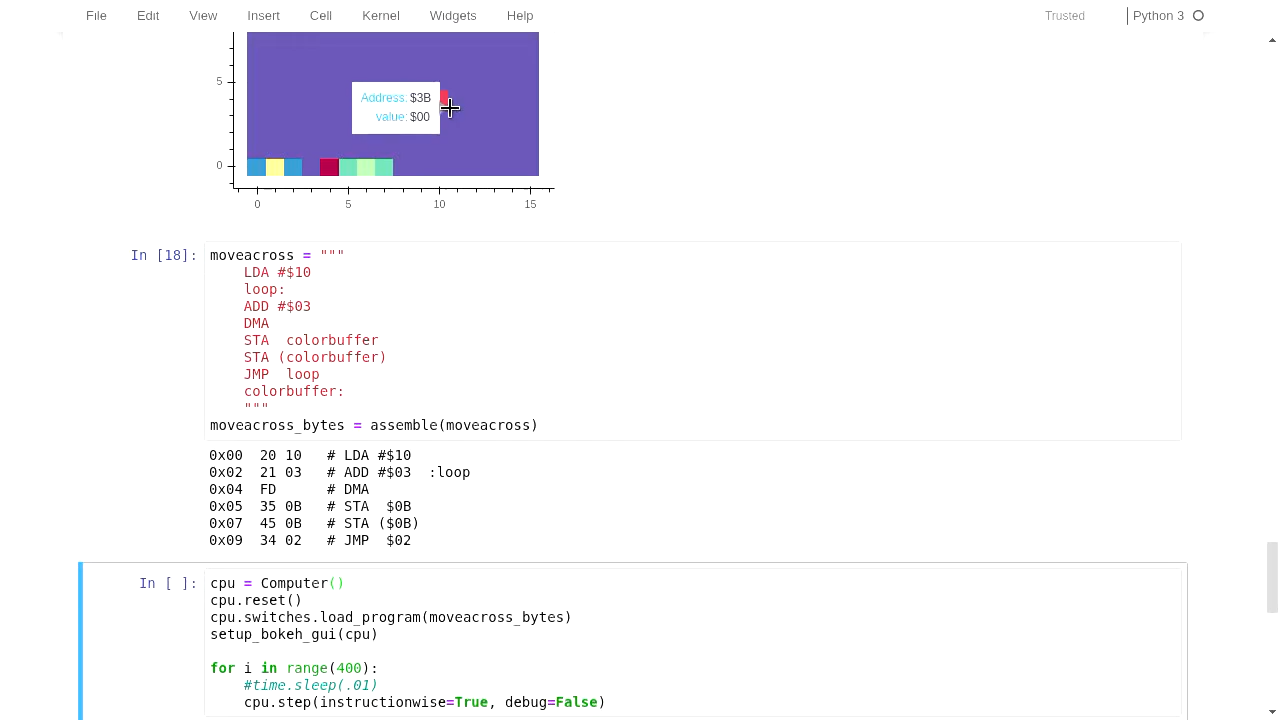 File Edit View Insert Cell Kernel Widgets Help Trusted Python 3
5
Address: $3B
value: $00
0
0 5 10 15
In [18]: moveacross = """
LDA #$10
loop:
ADD #$03
DMA
STA  colorbuffer
STA (colorbuffer)
JMP  loop
colorbuffer:
"""
moveacross_bytes = assemble(moveacross)
0x00  20 10   # LDA #$10
0x02  21 03   # ADD #$03  :loop
0x04  FD      # DMA
0x05  35 0B   # STA  $0B
0x07  45 0B   # STA ($0B)
0x09  34 02   # JMP  $02
In [ ]: cpu = Computer()
cpu.reset()
cpu.switches.load_program(moveacross_bytes)
setup_bokeh_gui(cpu)
for i in range(400):
#time.sleep(.01)
cpu.step(instructionwise=True, debug=False)